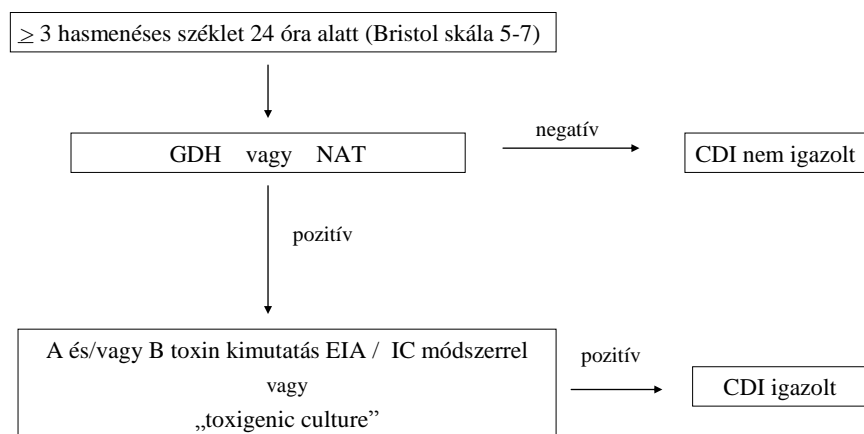 ≥ 3 hasmenéses széklet 24 óra alatt (Bristol skála 5-7)
GDH vagy NAT
negatív
CDI nem igazolt
pozitív
A és/vagy B toxin kimutatás EIA / IC módszerrel
vagy
„toxigenic culture”
pozitív
CDI igazolt